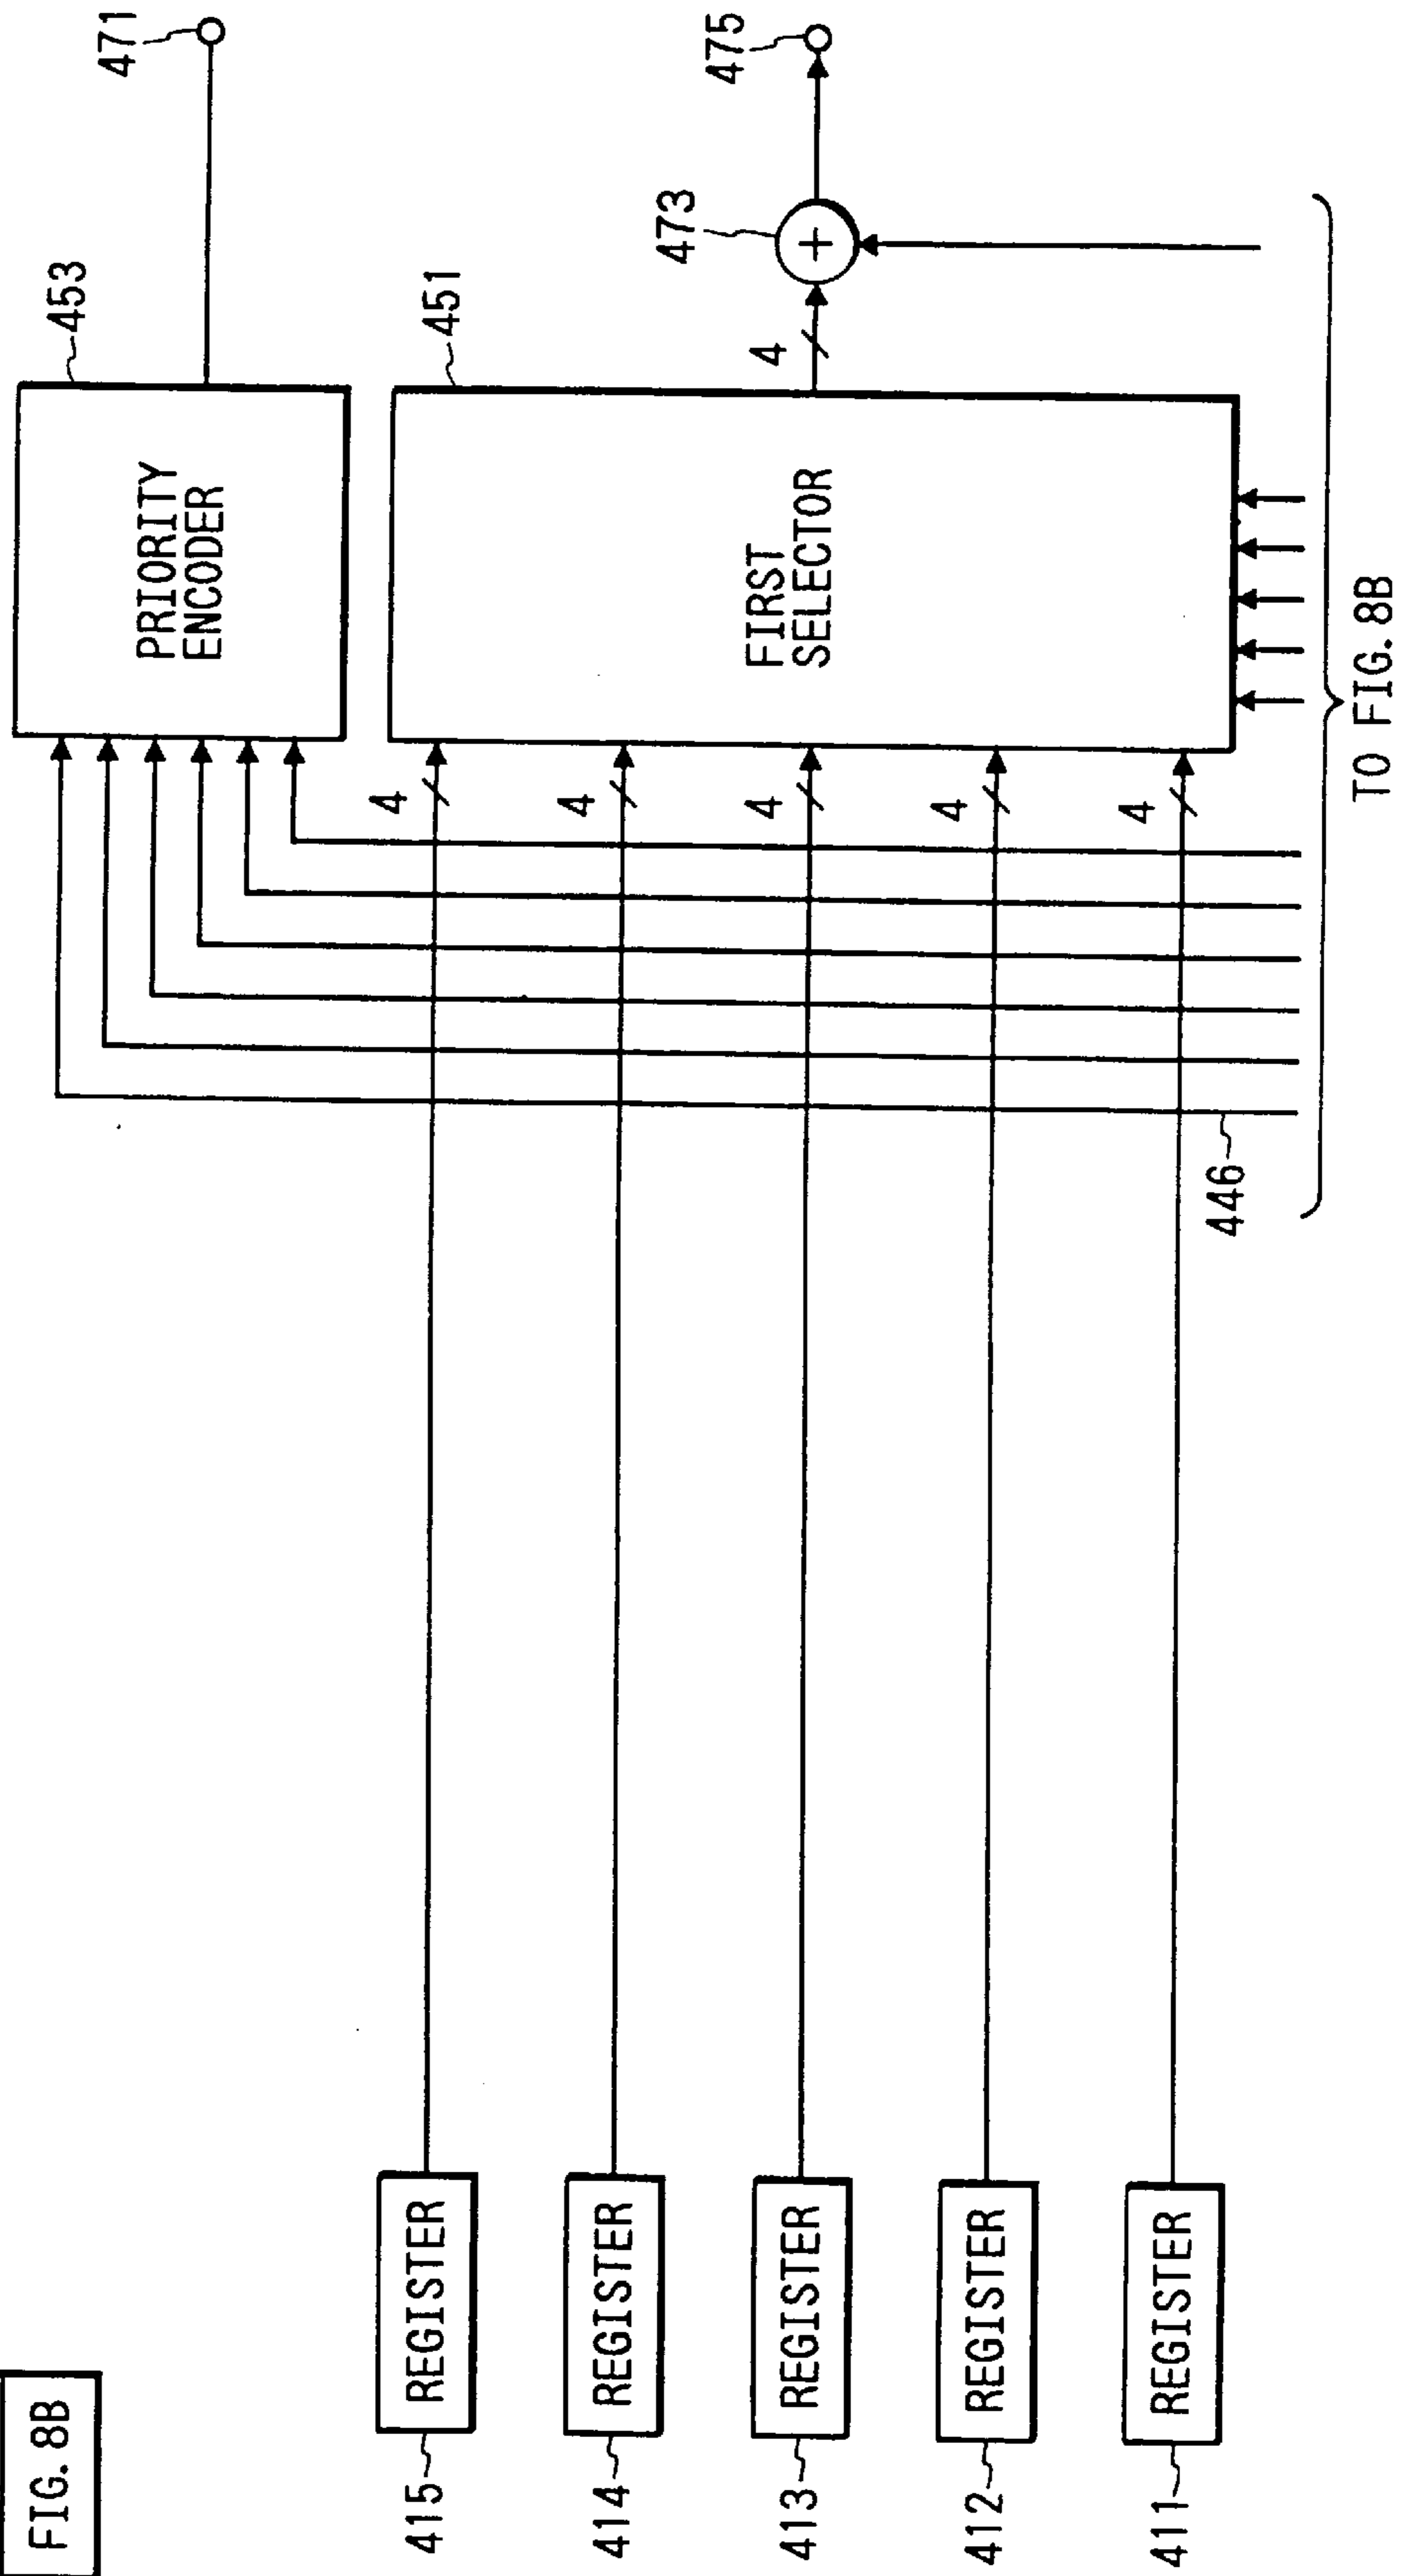 471
453
PRIORITY
ENCODER
475
473
451
4
FIRST
SELECTOR
4
4
4
4
4
446
TO FIG. 8B
REGISTER
415
REGISTER
414
REGISTER
413
REGISTER
412
REGISTER
411
FIG. 8B